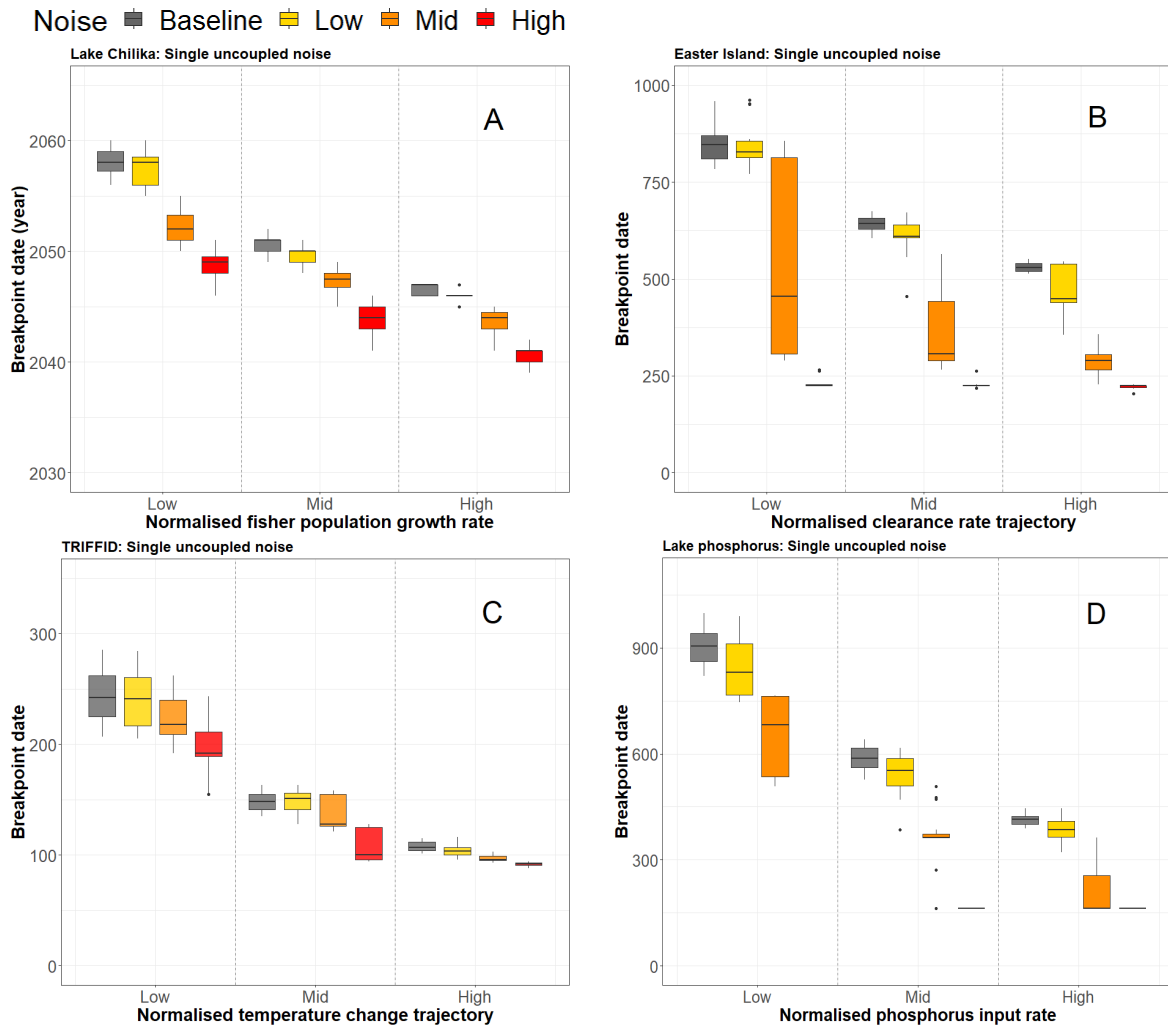 Noise Baseline Low Mid High
Lake Chilika: Single uncoupled noise
A
Breakpoint date (year)
2060
2050
2040
2030
Low Mid High
Normalised fisher population growth rate
Easter Island: Single uncoupled noise
B
Breakpoint date
1000
750
500
250
0
Low Mid High
Normalised clearance rate trajectory
TRIFFID: Single uncoupled noise
C
Breakpoint date
300
200
100
0
Low Mid High
Normalised temperature change trajectory
Lake phosphorus: Single uncoupled noise
D
Breakpoint date
900
600
300
0
Low Mid High
Normalised phosphorus input rate